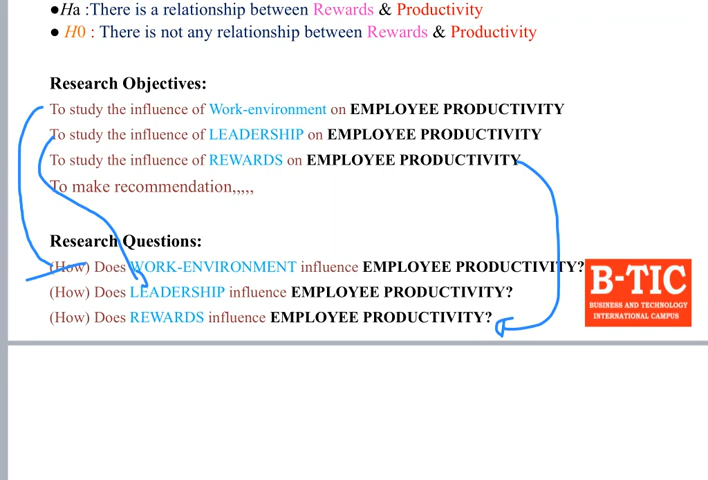 ●Ha :There is a relationship between Rewards & Productivity
● H0 : There is not any relationship between Rewards & Productivity
Research Objectives:
To study the influence of Work-environment on EMPLOYEE PRODUCTIVITY
To study the influence of LEADERSHIP on EMPLOYEE PRODUCTIVITY
To study the influence of REWARDS on EMPLOYEE PRODUCTIVITY
To make recommendation,,,,,
Research Questions:
(How) Does WORK-ENVIRONMENT influence EMPLOYEE PRODUCTIVITY?
(How) Does LEADERSHIP influence EMPLOYEE PRODUCTIVITY?
(How) Does REWARDS influence EMPLOYEE PRODUCTIVITY?
B-TIC
BUSINESS AND TECHNOLOGY
INTERNATIONAL CAMPUS